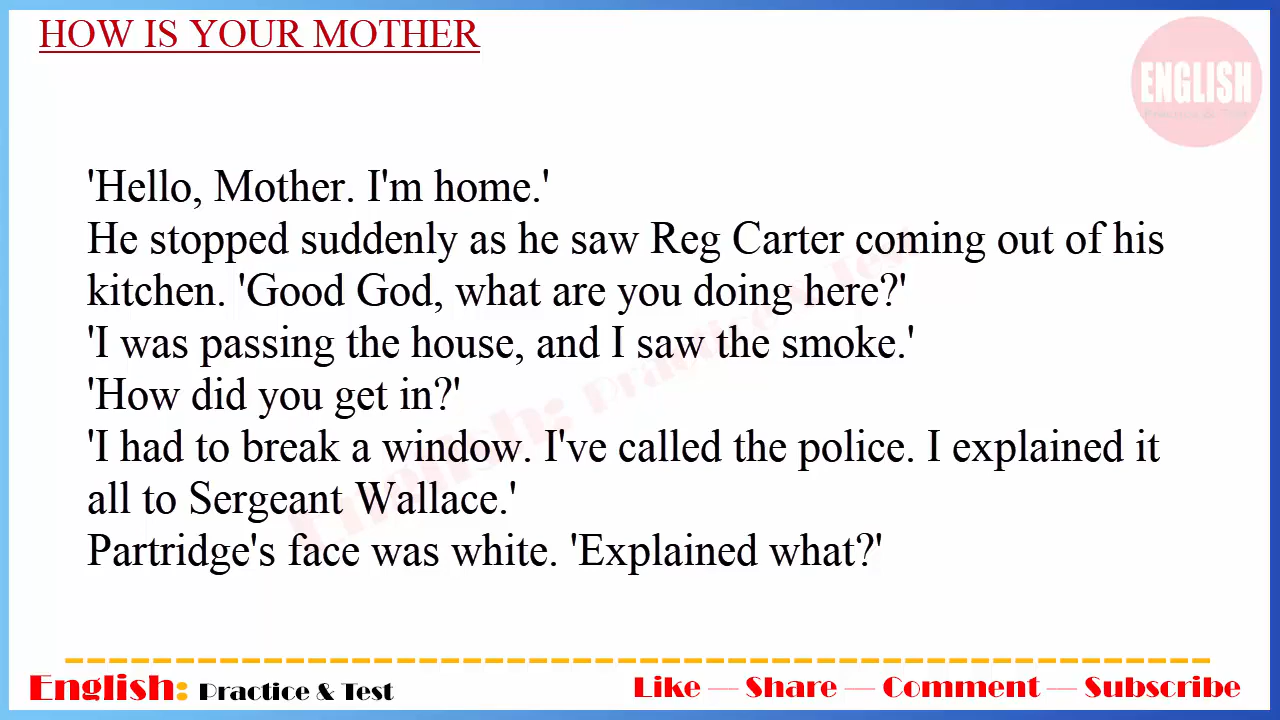 HOW IS YOUR MOTHER
ENGLISH
'Hello, Mother. I'm home.'
He stopped suddenly as he saw Reg Carter coming out of his
kitchen. 'Good God, what are you doing here?'
'I was passing the house, and I saw the smoke.'
'How did you get in?'
'I had to break a window. I've called the police. I explained it
all to Sergeant Wallace.'
Partridge's face was white. 'Explained what?'
English: Practice & Test
Like — Share — Comment — Subscribe